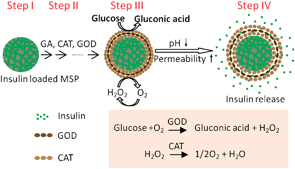 Step I Step II Step III Step IV
Glucose Gluconic acid
GA, CAT, GOD
pH ↓
Permeability ↑
Insulin loaded MSP
H₂O₂ O₂
Insulin release
Insulin
GOD
CAT
Glucose +O₂ GOD Gluconic acid + H₂O₂
H₂O₂ CAT 1/2O₂ + H₂O